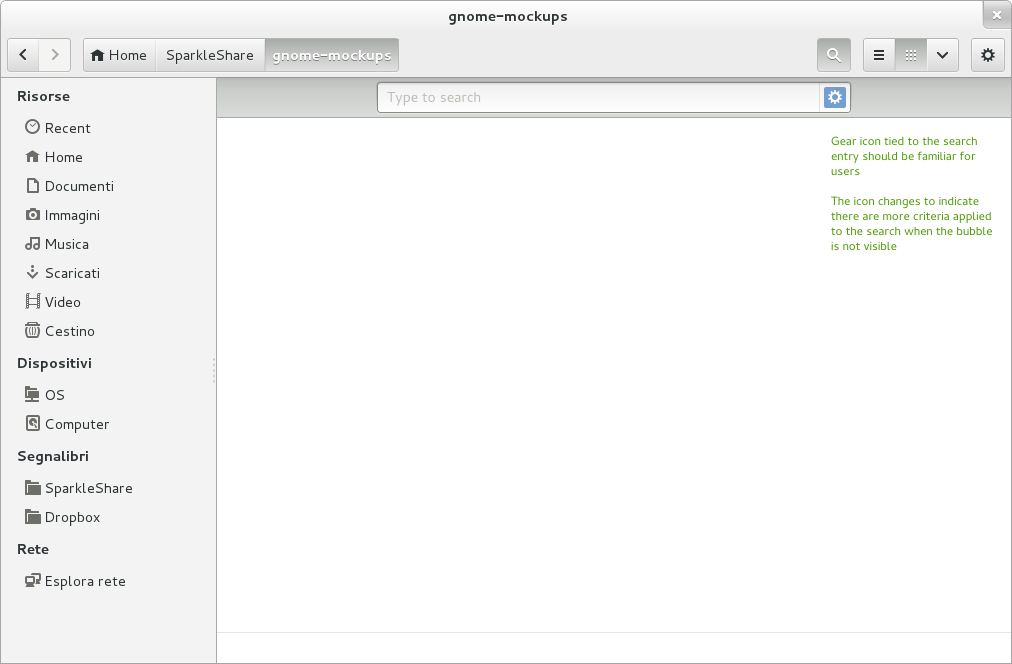 gnome-mockups
Home SparkleShare gnome-mockups
Type to search
Risorse
Recent
Home
Documenti
Immagini
Musica
Scaricati
Video
Cestino
Dispositivi
OS
Computer
Segnalibri
SparkleShare
Dropbox
Rete
Esplora rete
Gear icon tied to the search
entry should be familiar for
users
The icon changes to indicate
there are more criteria applied
to the search when the bubble
is not visible